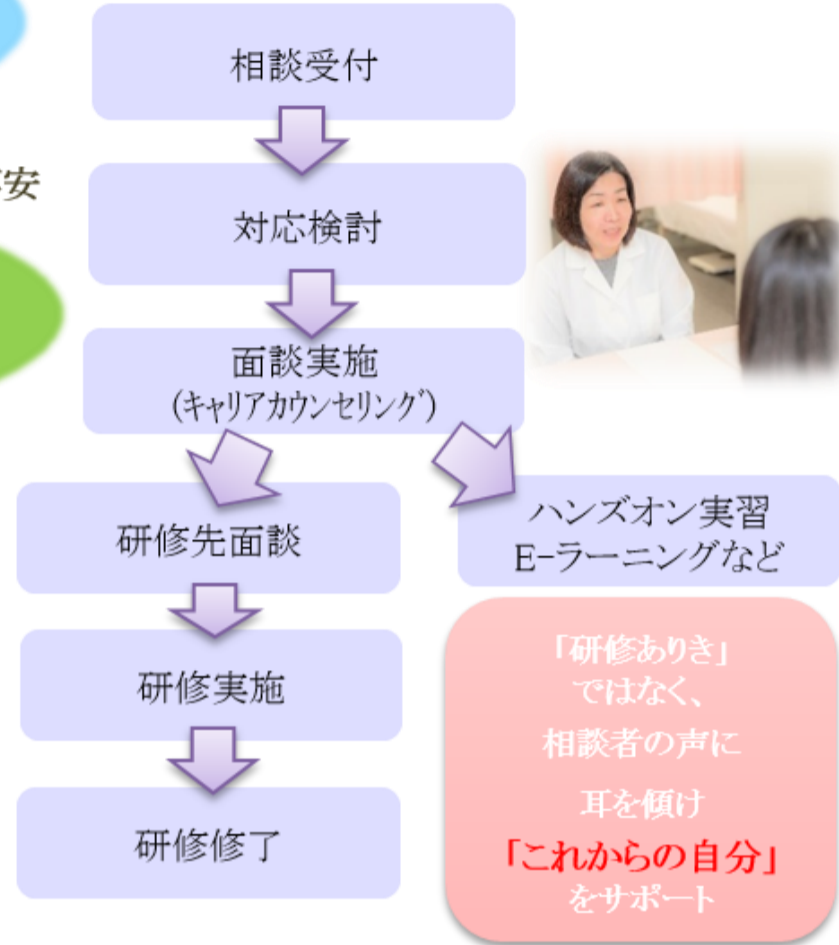 相談受付
安
対応検討
面談実施
(キャリアカウンセリング)
研修先面談
ハンズオン実習
E-ラーニングなど
研修実施
研修修了
「研修ありき」
ではなく、
相談者の声に
耳を傾け
「これからの自分」
をサポート